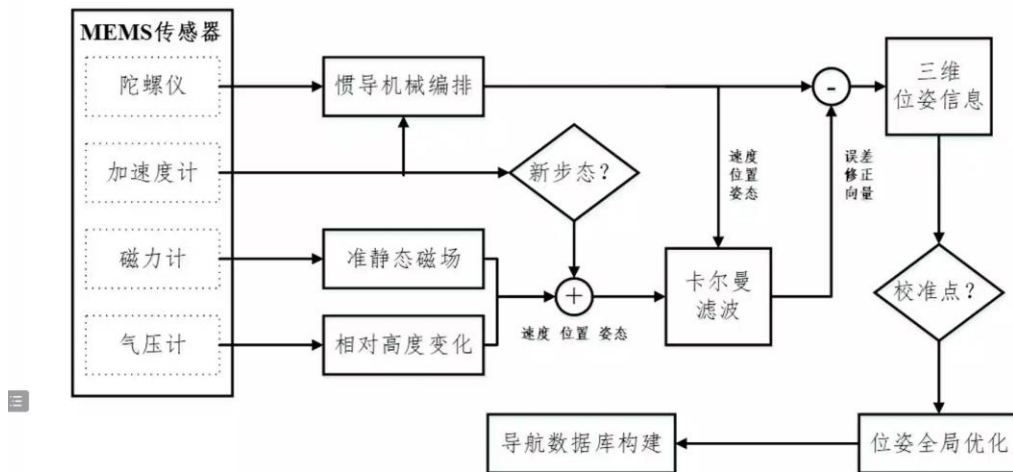 MEMS传感器
陀螺仪
惯导机械编排
-
三维
位姿信息
加速度计
新步态?
速度
位置
姿态
误差
修正
向量
磁力计
准静态磁场
+
卡尔曼
滤波
校准点?
速度 位置 姿态
气压计
相对高度变化
导航数据库构建
位姿全局优化